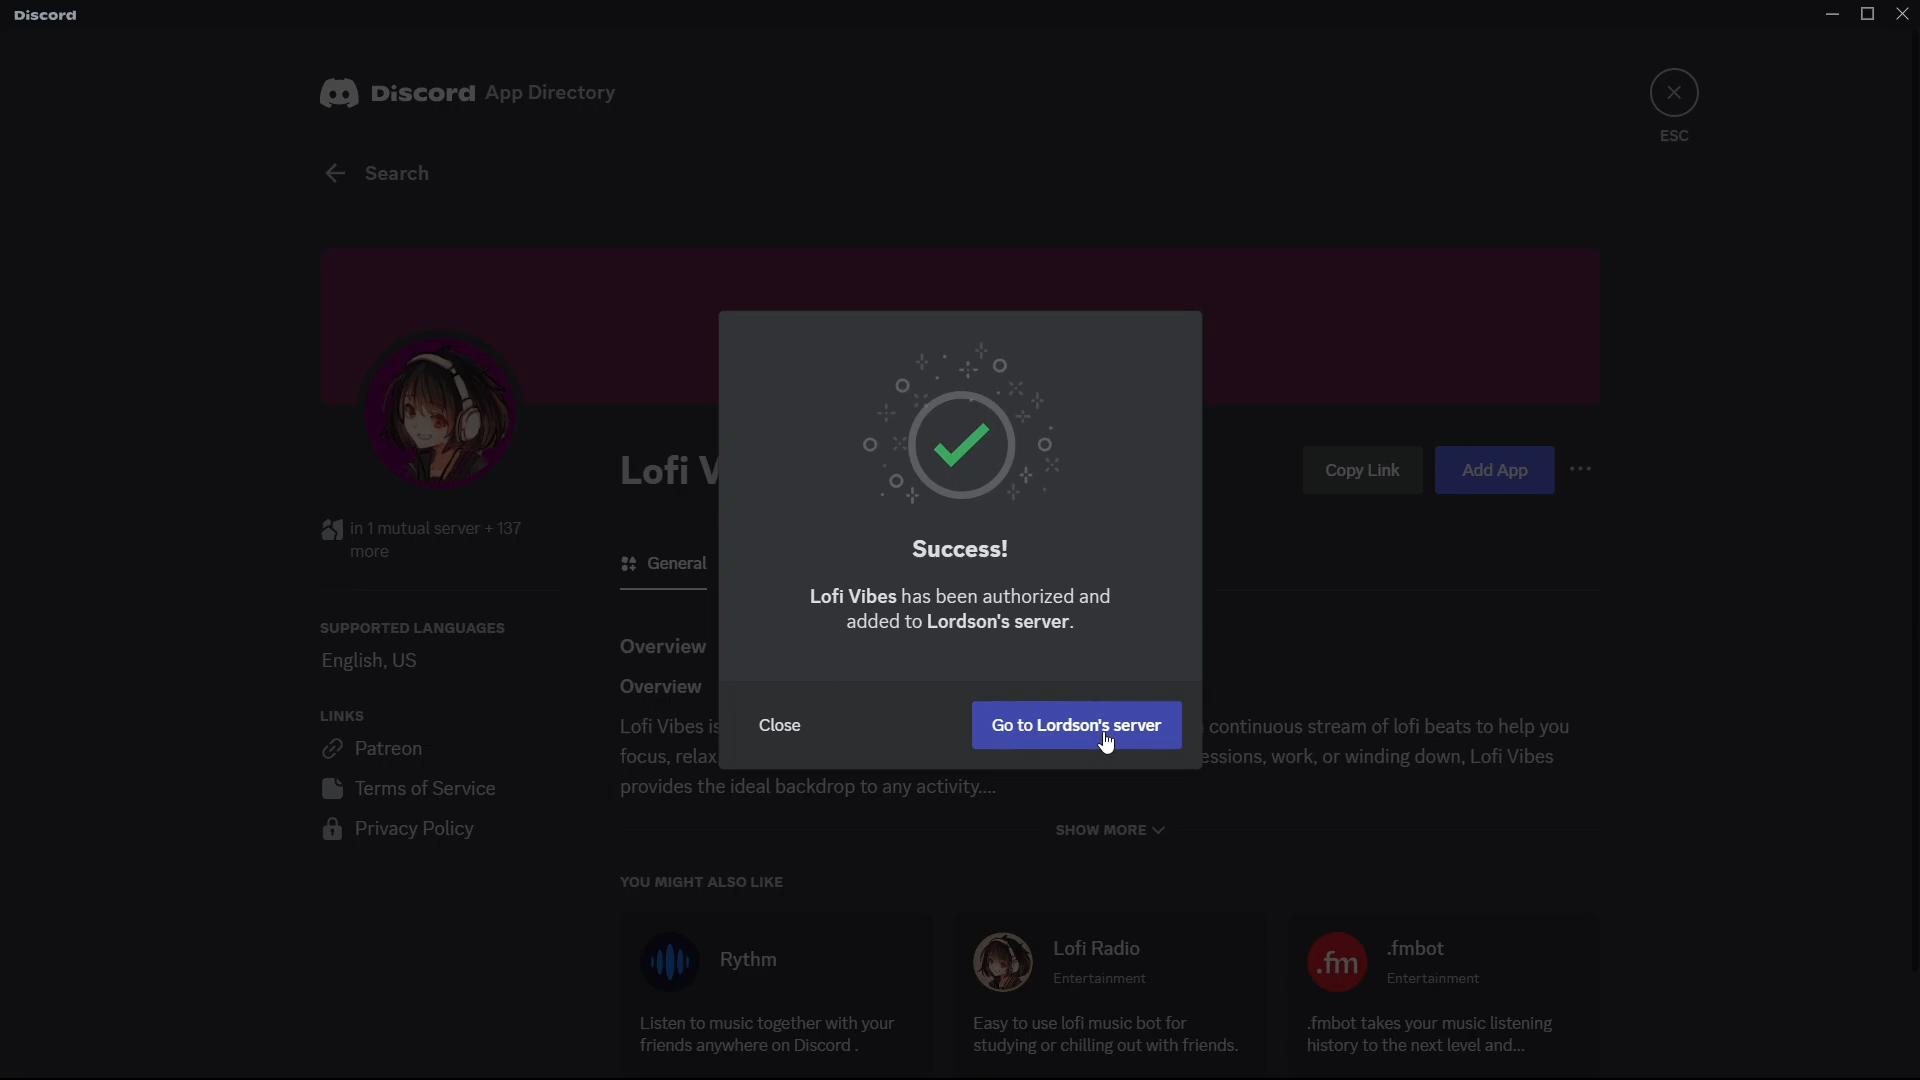 Discord
Discord App Directory
ESC
Search
Lofi V
Copy Link
Add App
in 1 mutual server + 137
more
General
Success!
Lofi Vibes has been authorized and
added to Lordson's server.
Close
Go to Lordson's server
SUPPORTED LANGUAGES
English, US
LINKS
Patreon
Terms of Service
Privacy Policy
Overview
Overview
Lofi Vibes is continuous stream of lofi beats to help you
focus, relax essions, work, or winding down, Lofi Vibes
provides the ideal backdrop to any activity....
SHOW MORE
YOU MIGHT ALSO LIKE
Rythm
Listen to music together with your
friends anywhere on Discord .
Lofi Radio
Entertainment
Easy to use lofi music bot for
studying or chilling out with friends.
.fm
.fmbot
Entertainment
.fmbot takes your music listening
history to the next level and...